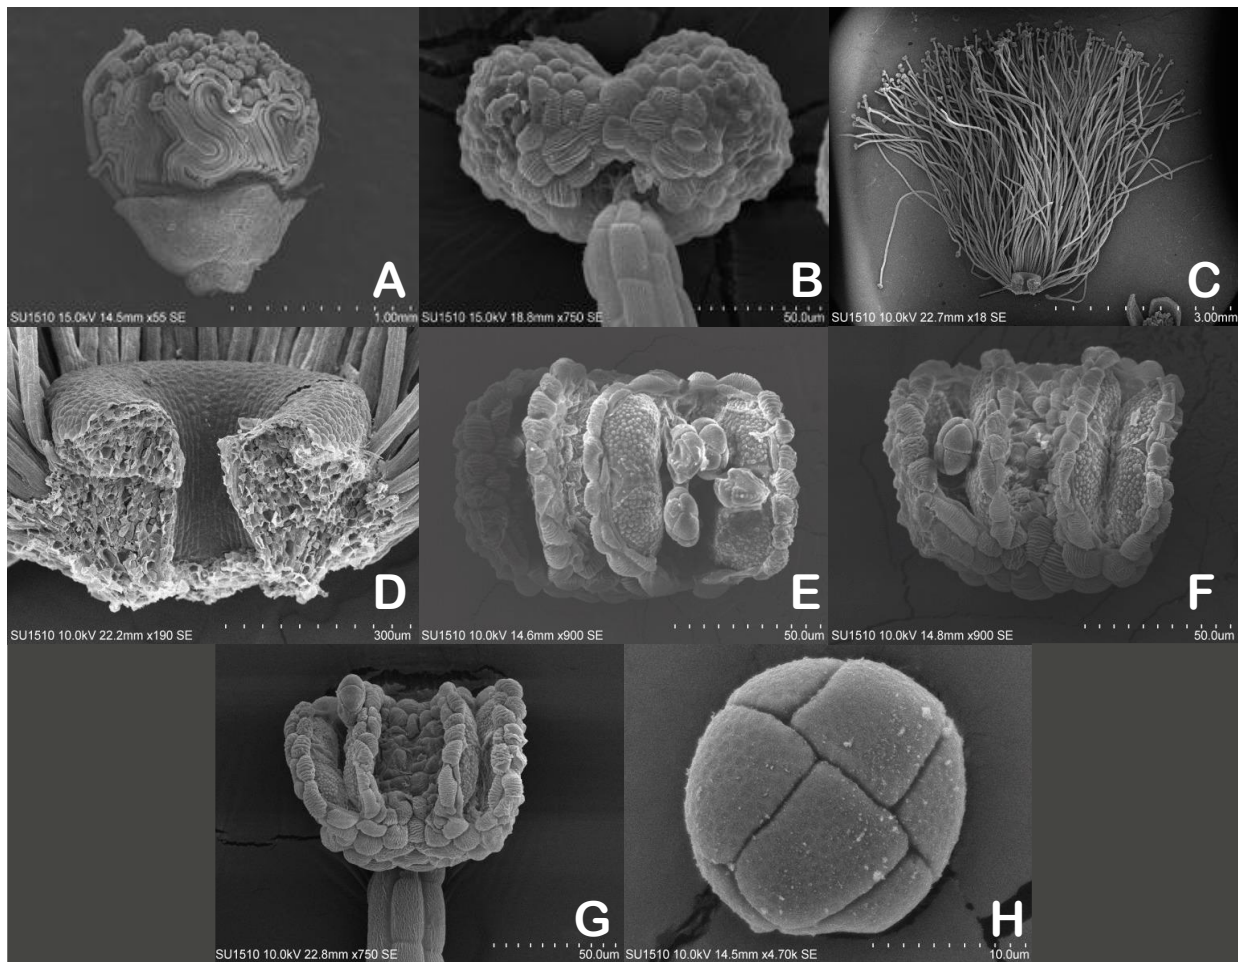 A
SU1510 15.0kV 14.5mm x55 SE 1.00mm
B
SU1510 15.0kV 18.8mm x750 SE 50.0um
C
SU1510 10.0kV 22.7mm x18 SE 3.00mm
D
SU1510 10.0kV 22.2mm x190 SE 300um
E
SU1510 10.0kV 14.6mm x900 SE 50.0um
F
SU1510 10.0kV 14.8mm x900 SE 50.0um
G
SU1510 10.0kV 22.8mm x750 SE 50.0um
H
SU1510 10.0kV 14.5mm x4.70k SE 10.0um